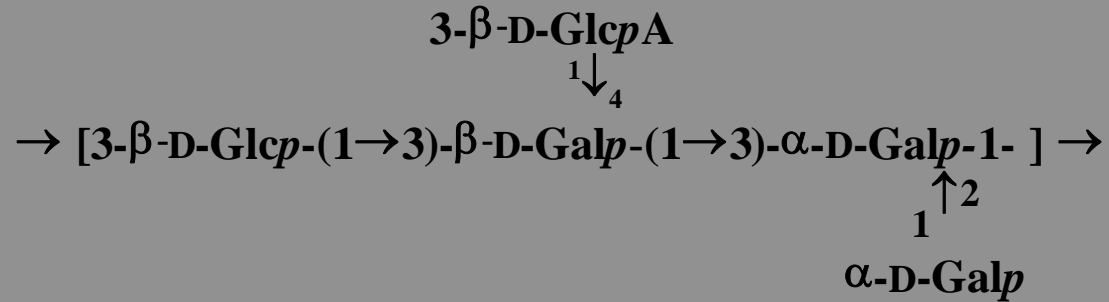 3-β-D-GlcpA
1↓4
→ [3-β-D-Glcp-(1→3)-β-D-Galp-(1→3)-α-D-Galp-1- ] →
1↑2
α-D-Galp